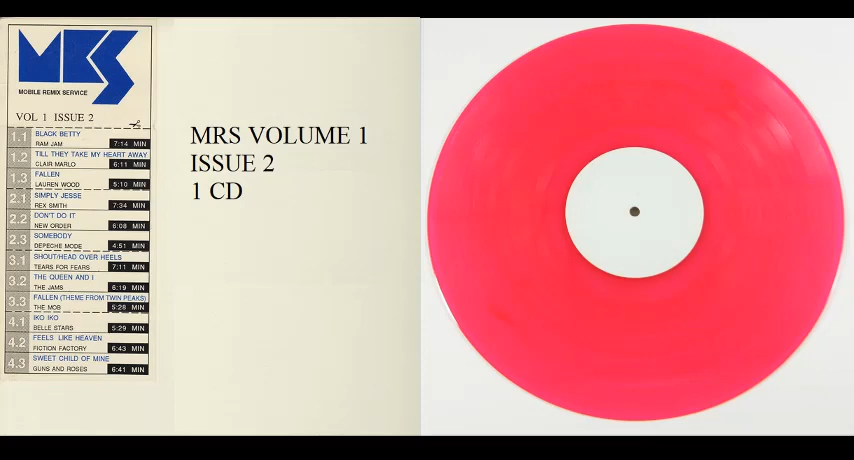 MRS
MOBILE REMIX SERVICE
VOL 1 ISSUE 2
1.1 BLACK BETTY
RAM JAM 7:14 MIN
1.2 TILL THEY TAKE MY HEART AWAY
CLAIR MARLO 6:11 MIN
1.3 FALLEN
LAUREN WOOD 5:10 MIN
2.1 SIMPLY JESSE
REX SMITH 7:34 MIN
2.2 DON'T DO IT
NEW ORDER 6:08 MIN
2.3 SOMEBODY
DEPECHE MODE 4:51 MIN
3.1 SHOUT/HEAD OVER HEELS
TEARS FOR FEARS 7:11 MIN
3.2 THE QUEEN AND I
THE JAMS 6:19 MIN
3.3 FALLEN (THEME FROM TWIN PEAKS)
THE MOB 5:28 MIN
4.1 IKO IKO
BELLE STARS 5:29 MIN
4.2 FEELS LIKE HEAVEN
FICTION FACTORY 6:43 MIN
4.3 SWEET CHILD OF MINE
GUNS AND ROSES 6:41 MIN
MRS VOLUME 1
ISSUE 2
1 CD